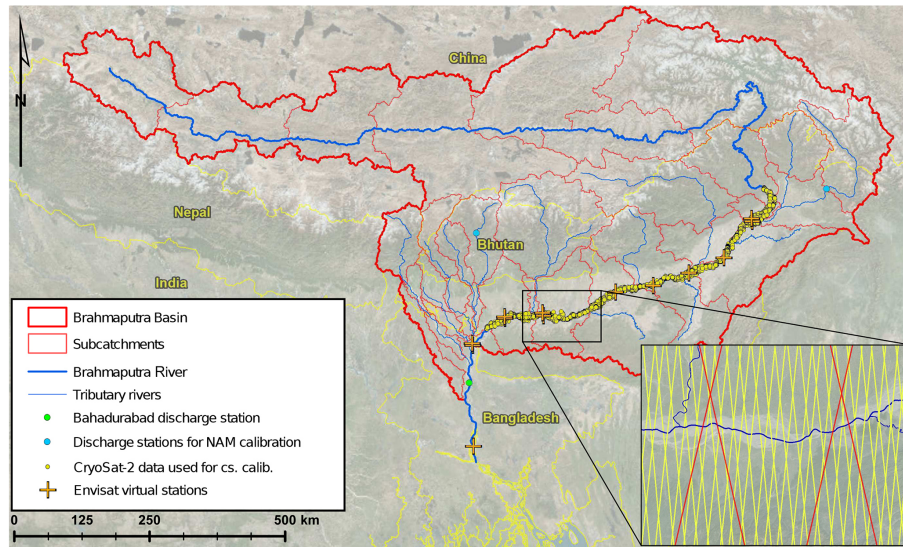 China
N
Nepal
Bhutan
India
Bangladesh
Brahmaputra Basin
Subcatchments
Brahmaputra River
Tributary rivers
Bahadurabad discharge station
Discharge stations for NAM calibration
CryoSat-2 data used for cs. calib.
Envisat virtual stations
0 125 250 500 km